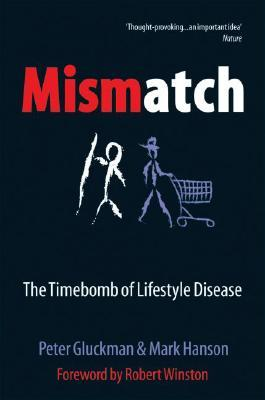 'Thought-provoking...an important idea'
Nature
Mismatch
The Timebomb of Lifestyle Disease
Peter Gluckman & Mark Hanson
Foreword by Robert Winston